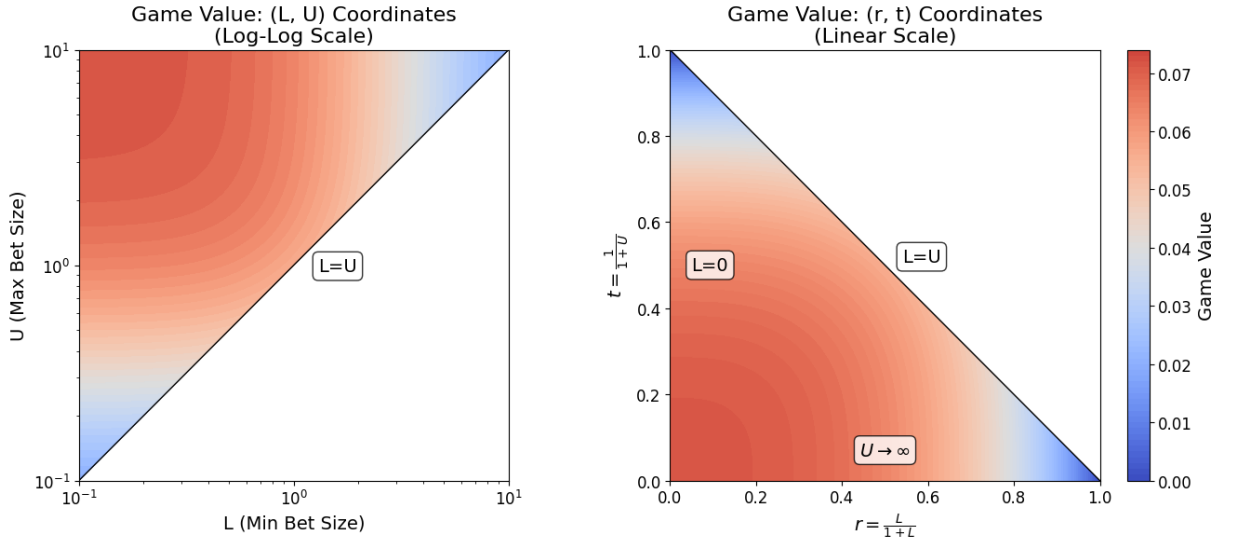 Game Value: (L, U) Coordinates
(Log-Log Scale)
10¹
10⁰
10⁻¹
U (Max Bet Size)
L=U
10⁻¹
10⁰
10¹
L (Min Bet Size)
Game Value: (r, t) Coordinates
(Linear Scale)
1.0
0.8
0.6
0.4
0.2
0.0
t = 1/(1 + U)
L=0
L=U
U → ∞
0.0
0.2
0.4
0.6
0.8
1.0
r = L/(1 + L)
0.07
0.06
0.05
0.04
0.03
0.02
0.01
0.00
Game Value